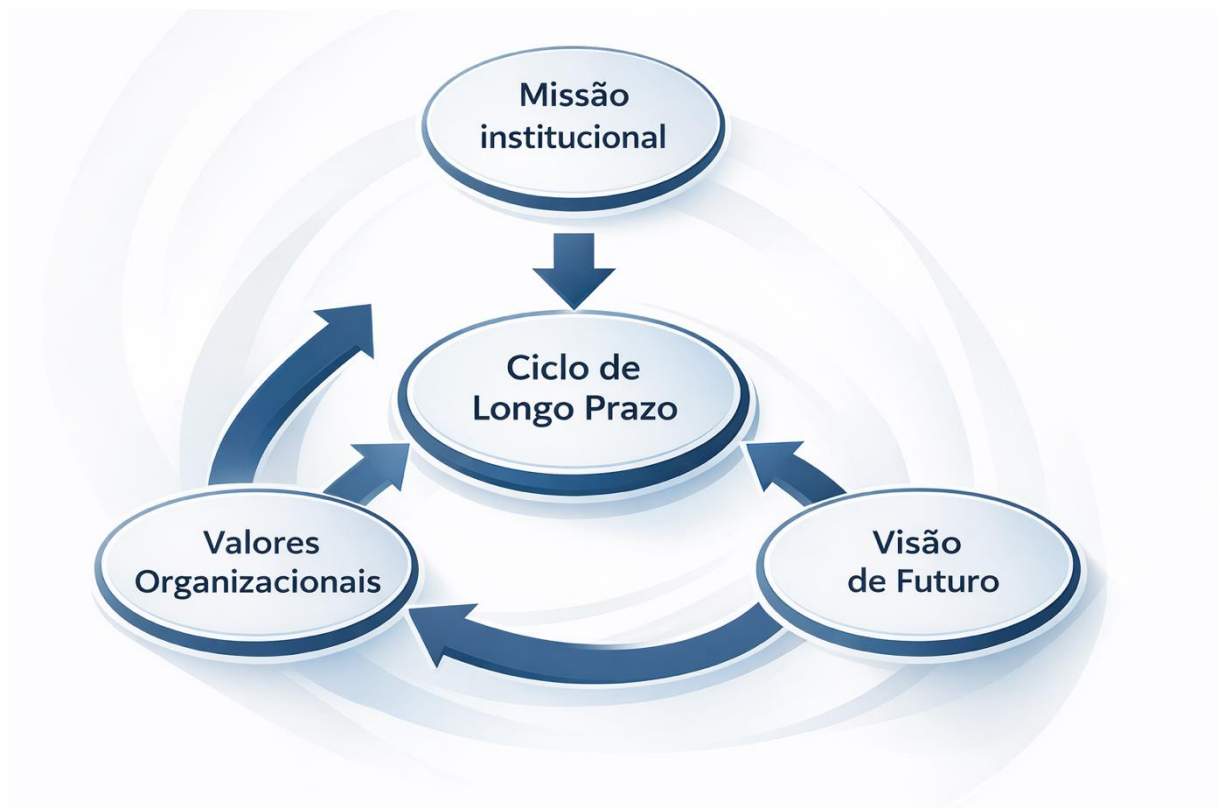 Missão
institucional
Ciclo de
Longo Prazo
Valores
Organizacionais
Visão
de Futuro